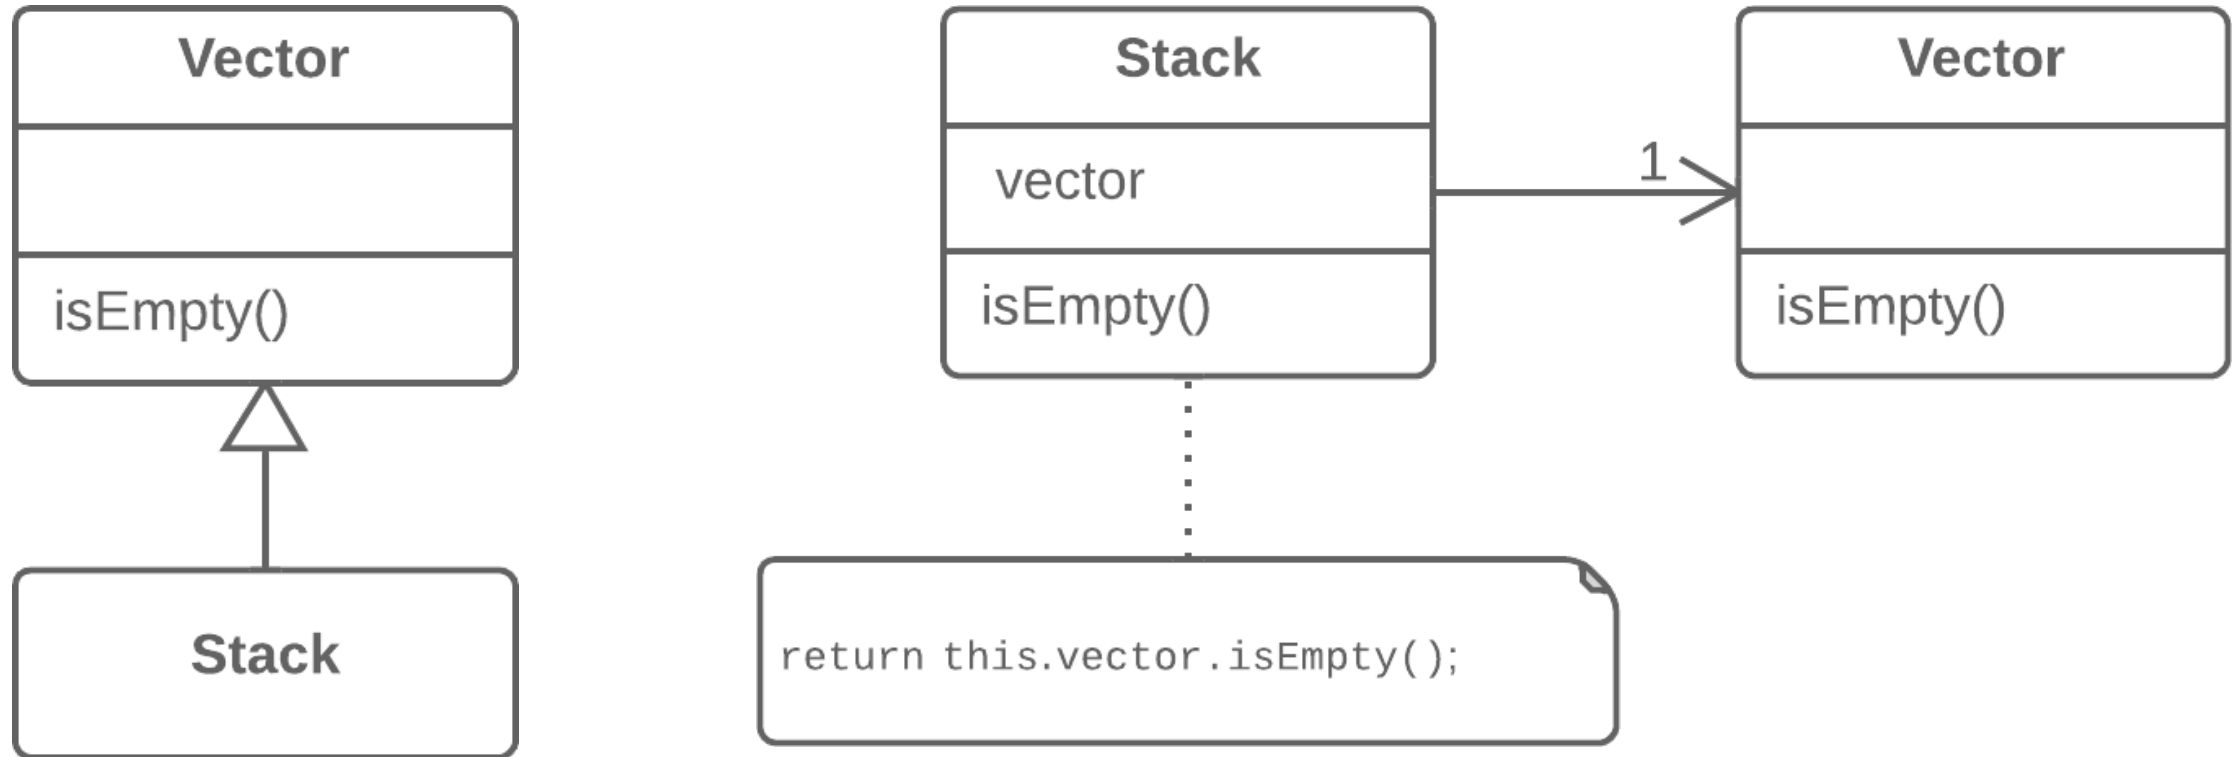 Vector
isEmpty()
Stack
Stack
vector
isEmpty()
1
Vector
isEmpty()
return this.vector.isEmpty();